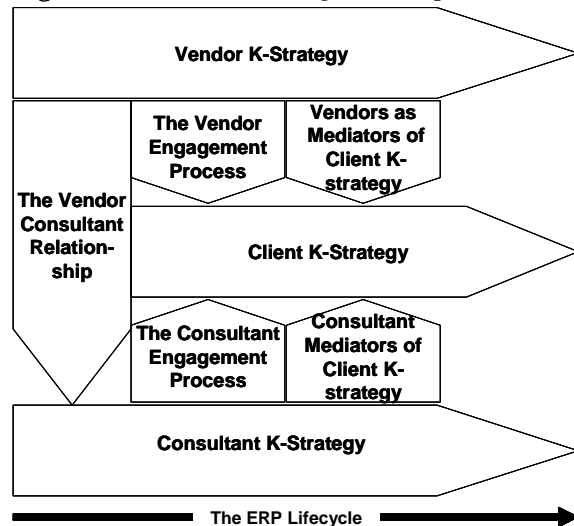 Vendor K-Strategy
The Vendor
Engagement
Process
Vendors as
Mediators of
Client K-
strategy
The Vendor
Consultant
Relation-
ship
Client K-Strategy
The Consultant
Engagement
Process
Consultant
Mediators of
Client K-
strategy
Consultant K-Strategy
The ERP Lifecycle